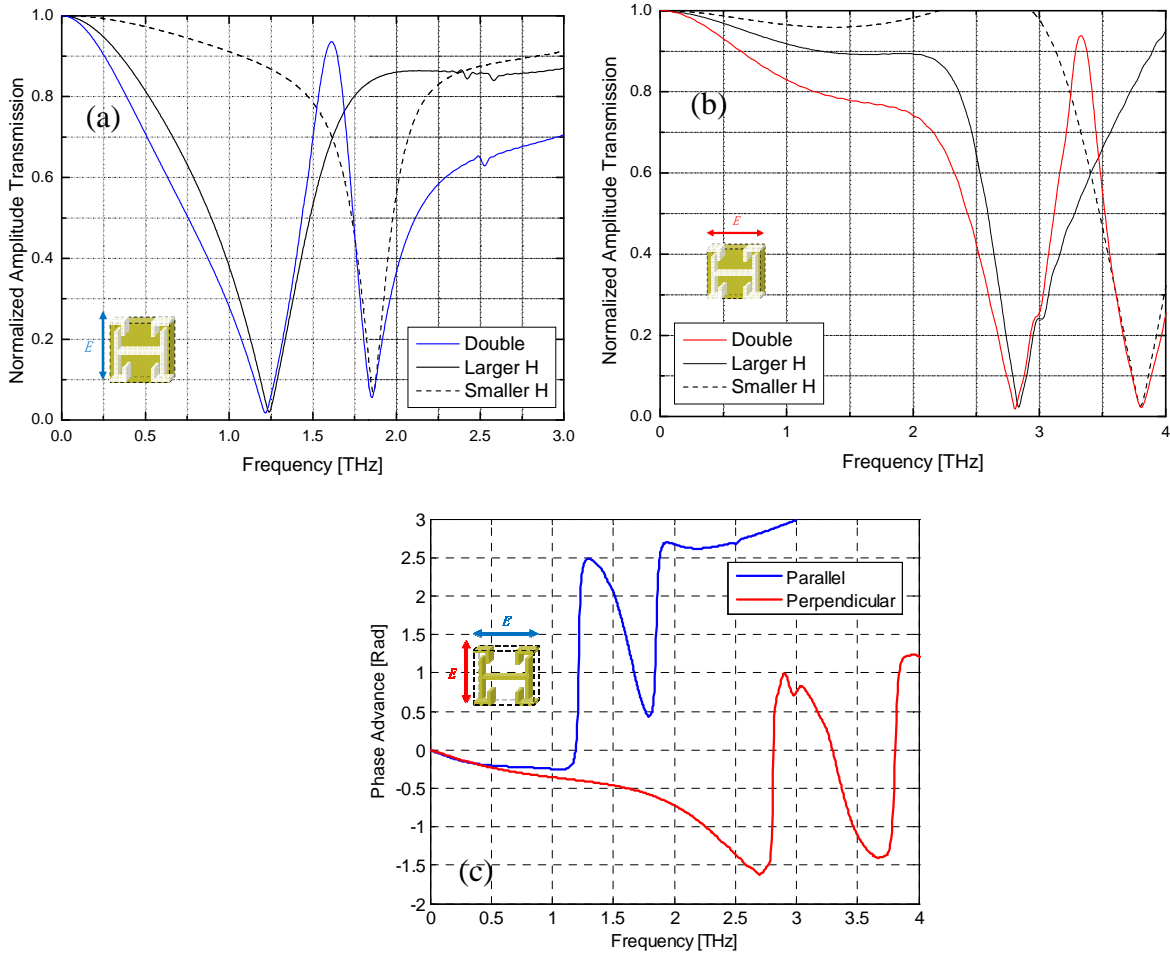 Normalized Amplitude Transmission
1.0
0.8
0.6
0.4
0.2
0.0
(a)
E
Double
Larger H
Smaller H
0.0 0.5 1.0 1.5 2.0 2.5 3.0
Frequency [THz]
Normalized Amplitude Transmission
1.0
0.8
0.6
0.4
0.2
0.0
(b)
E
Double
Larger H
Smaller H
0 1 2 3 4
Frequency [THz]
Phase Advance [Rad]
3
2.5
2
1.5
1
0.5
0
-0.5
-1
-1.5
-2
Parallel
Perpendicular
E
E
(c)
0 0.5 1 1.5 2 2.5 3 3.5 4
Frequency [THz]